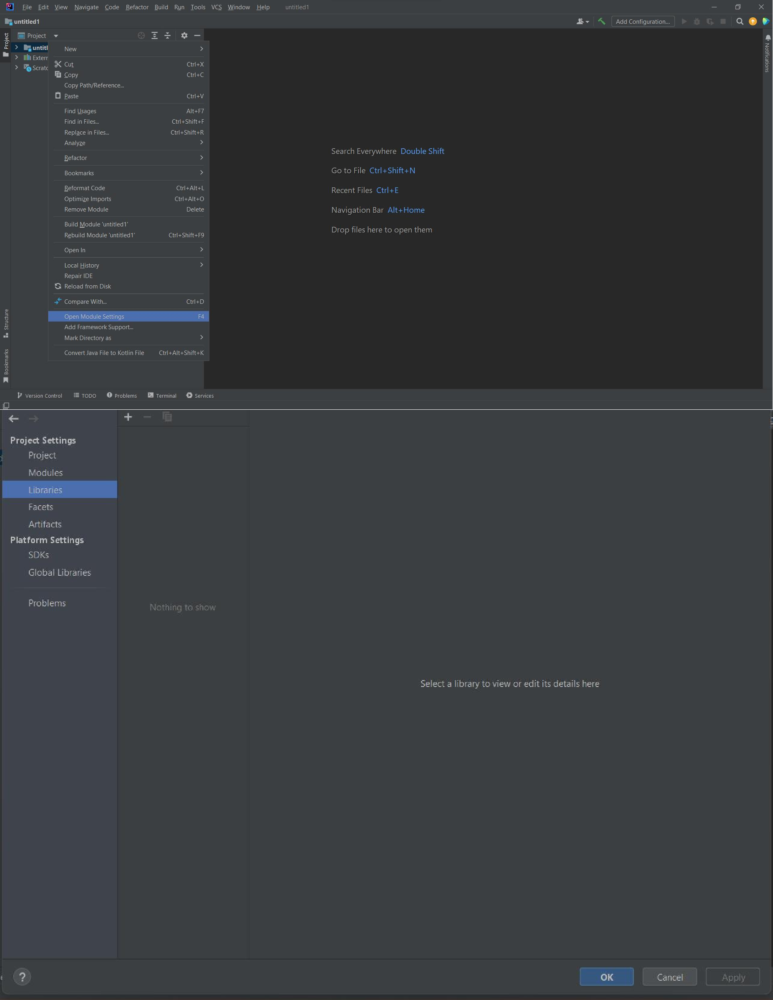 File Edit View Navigate Code Refactor Build Run Tools VCS Window Help untitled1
untitled1
Add Configuration...
Project
Project
Notifications
untitl
Extern
Scratc
New
Cut Ctrl+X
Copy Ctrl+C
Copy Path/Reference...
Paste Ctrl+V
Find Usages Alt+F7
Find in Files... Ctrl+Shift+F
Replace in Files... Ctrl+Shift+R
Analyze
Refactor
Bookmarks
Reformat Code Ctrl+Alt+L
Optimize Imports Ctrl+Alt+O
Remove Module Delete
Build Module 'untitled1'
Rebuild Module 'untitled1' Ctrl+Shift+F9
Open In
Local History
Repair IDE
Reload from Disk
Compare With... Ctrl+D
Open Module Settings F4
Add Framework Support...
Mark Directory as
Convert Java File to Kotlin File Ctrl+Alt+Shift+K
Search Everywhere Double Shift
Go to File Ctrl+Shift+N
Recent Files Ctrl+E
Navigation Bar Alt+Home
Drop files here to open them
Structure
Bookmarks
Version Control TODO Problems Terminal Services
Project Settings
Project
Modules
Libraries
Facets
Artifacts
Platform Settings
SDKs
Global Libraries
Problems
Nothing to show
Select a library to view or edit its details here
?
OK Cancel Apply